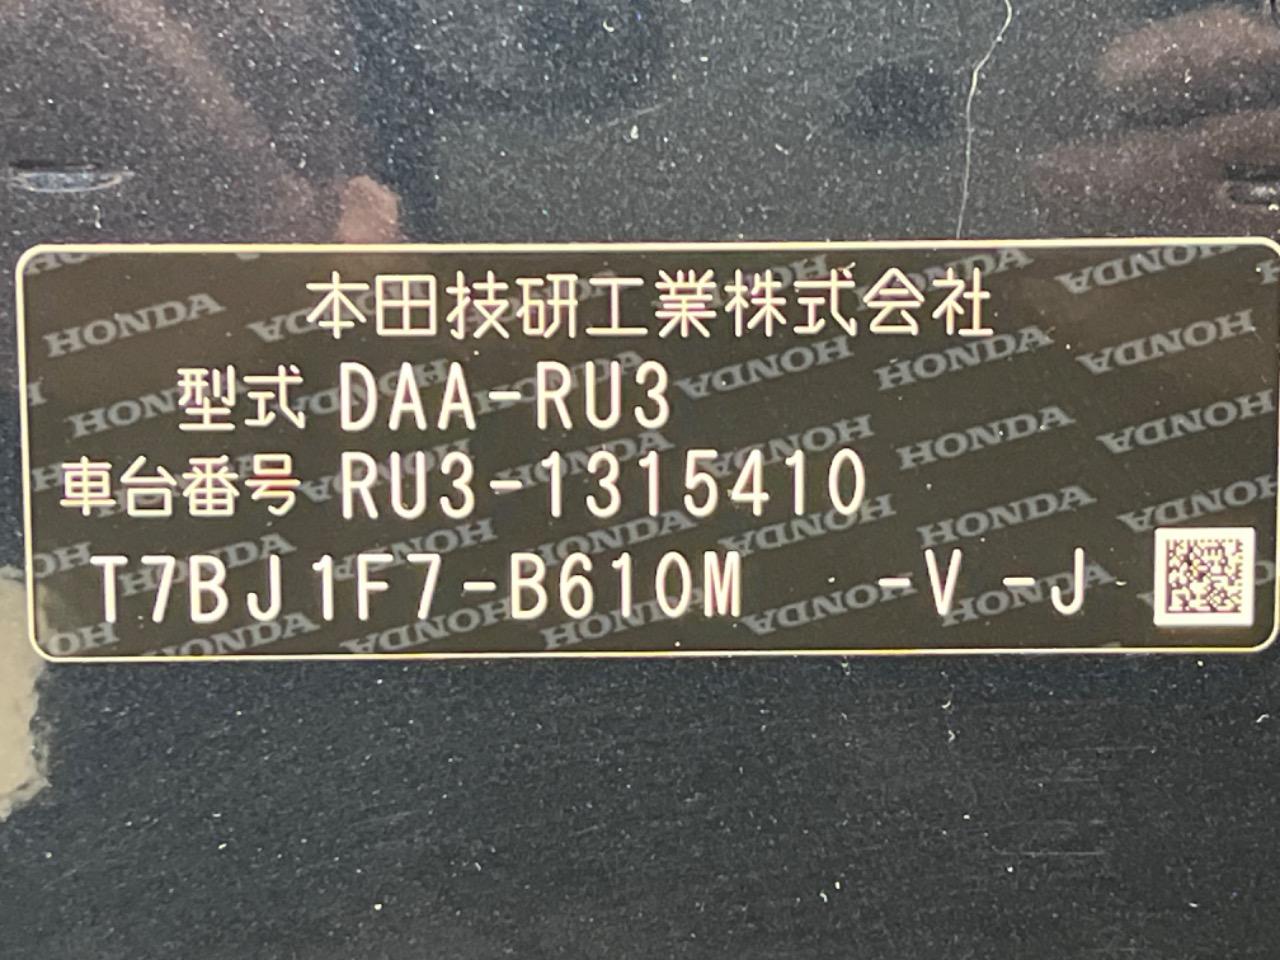 本田技研工業株式会社
型式 DAA-RU3
車台番号 RU3-1315410
T7BJ1F7-B610M -V -J